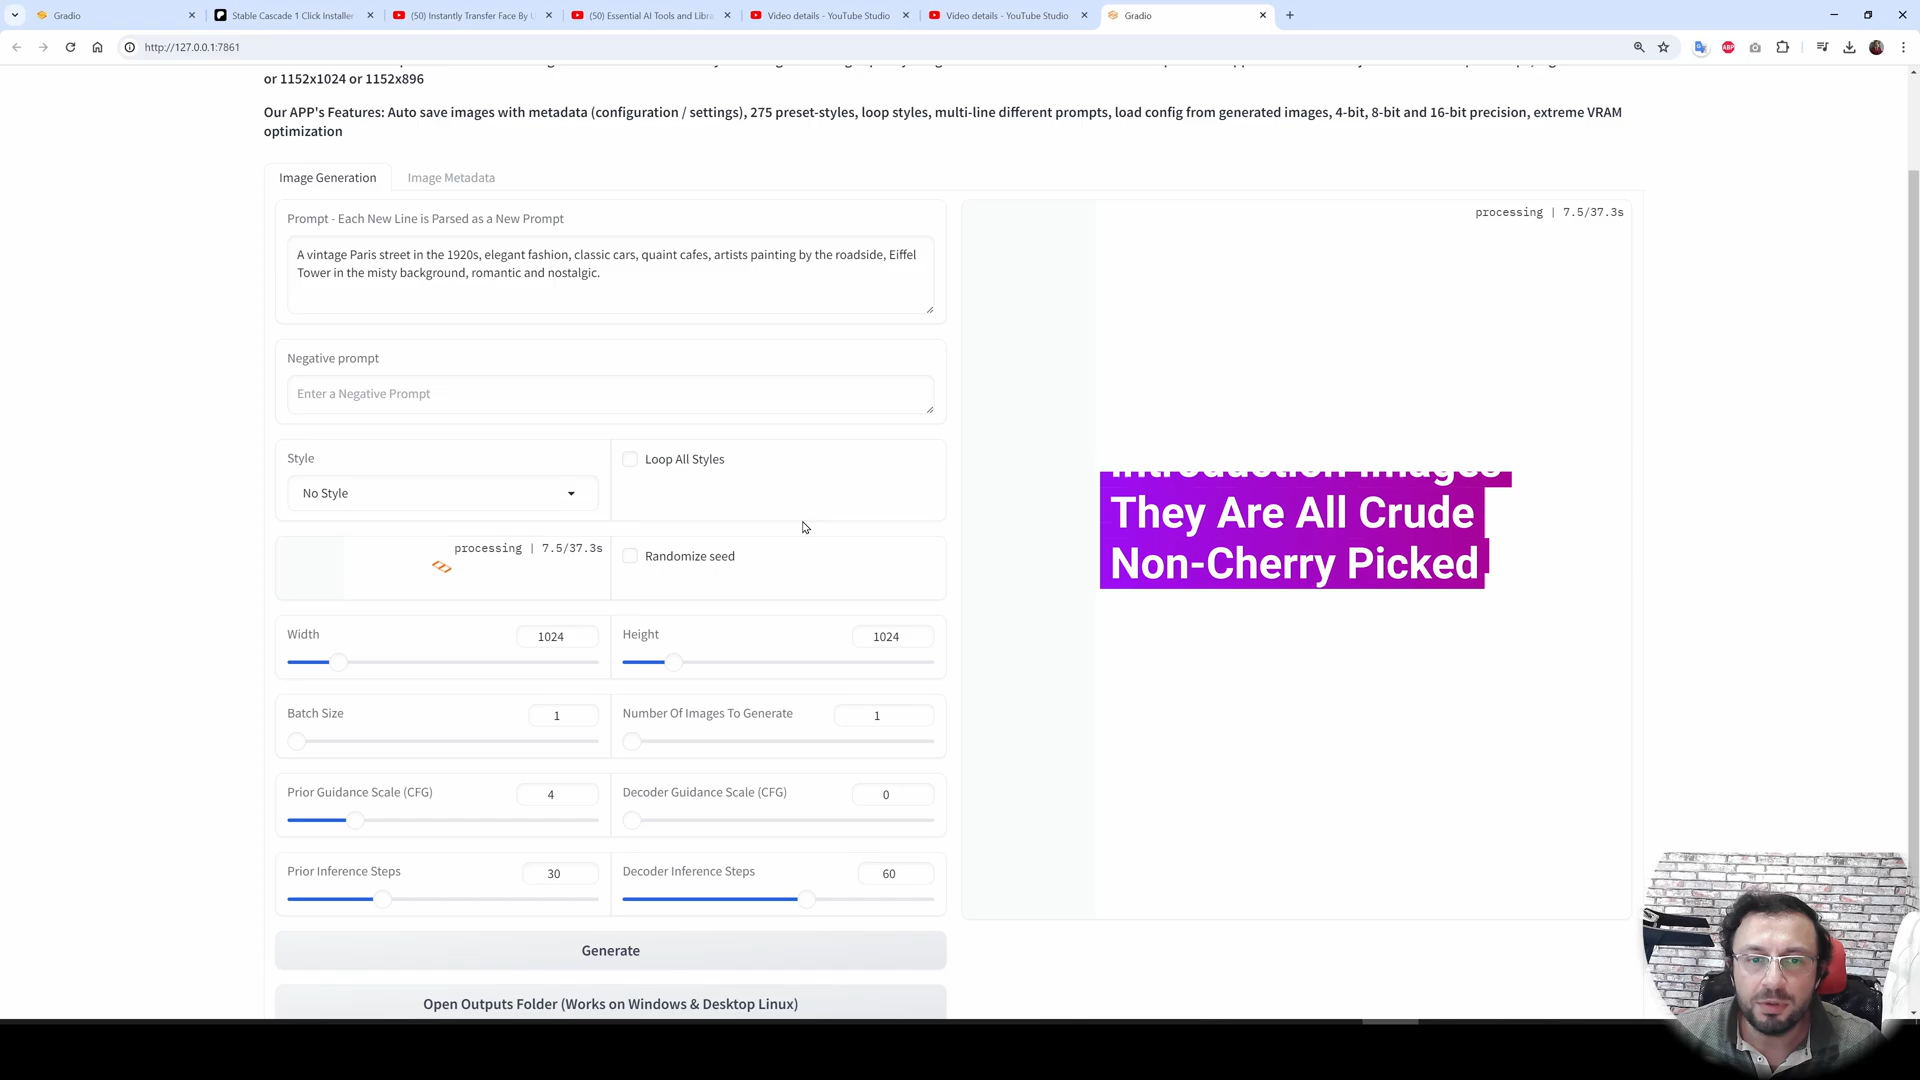 Gradio
Stable Cascade 1 Click Installer
(50) Instantly Transfer Face By U
(50) Essential AI Tools and Libra
Video details - YouTube Studio
Video details - YouTube Studio
Gradio
http://127.0.0.1:7861
or 1152x1024 or 1152x896
Our APP's Features: Auto save images with metadata (configuration / settings), 275 preset-styles, loop styles, multi-line different prompts, load config from generated images, 4-bit, 8-bit and 16-bit precision, extreme VRAM
optimization
Image Generation
Image Metadata
Prompt - Each New Line is Parsed as a New Prompt
A vintage Paris street in the 1920s, elegant fashion, classic cars, quaint cafes, artists painting by the roadside, Eiffel
Tower in the misty background, romantic and nostalgic.
processing | 7.5/37.3s
Negative prompt
Enter a Negative Prompt
Style
No Style
Loop All Styles
processing | 7.5/37.3s
Randomize seed
Introduction Images
They Are All Crude
Non-Cherry Picked
Width
1024
Height
1024
Batch Size
1
Number Of Images To Generate
1
Prior Guidance Scale (CFG)
4
Decoder Guidance Scale (CFG)
0
Prior Inference Steps
30
Decoder Inference Steps
60
Generate
Open Outputs Folder (Works on Windows & Desktop Linux)